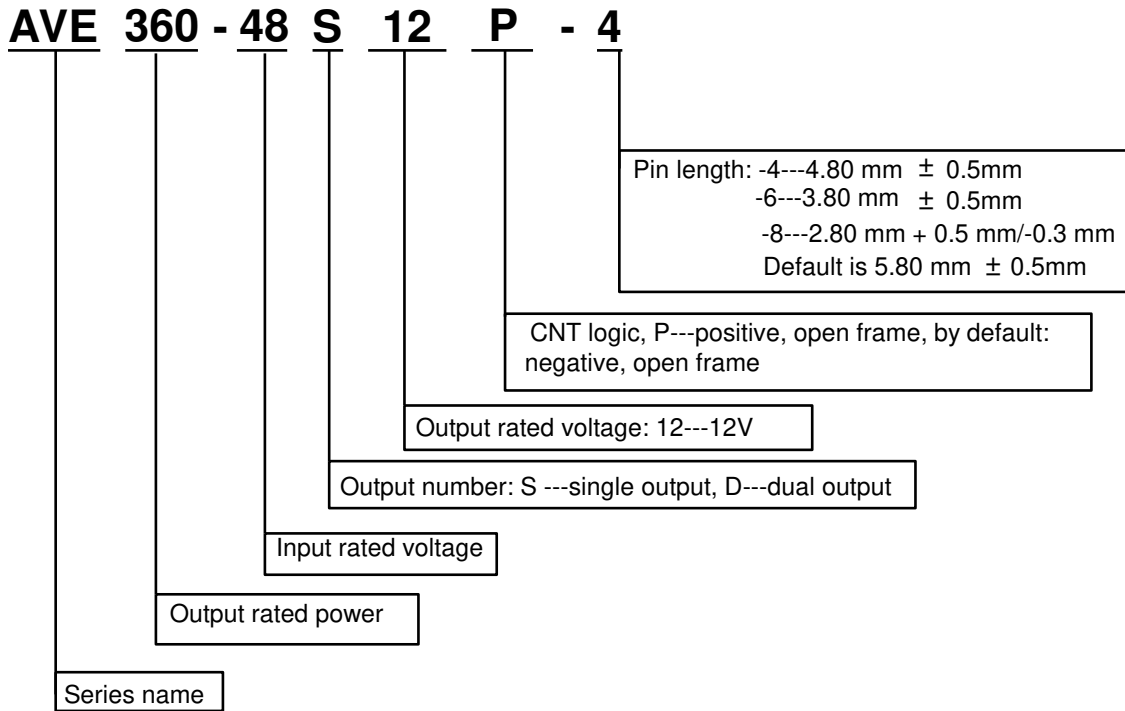 AVE 360 - 48 S 12 P - 4
Pin length: -4---4.80 mm ± 0.5mm
-6---3.80 mm ± 0.5mm
-8---2.80 mm + 0.5 mm/-0.3 mm
Default is 5.80 mm ± 0.5mm
CNT logic, P---positive, open frame, by default:
negative, open frame
Output rated voltage: 12---12V
Output number: S ---single output, D---dual output
Input rated voltage
Output rated power
Series name